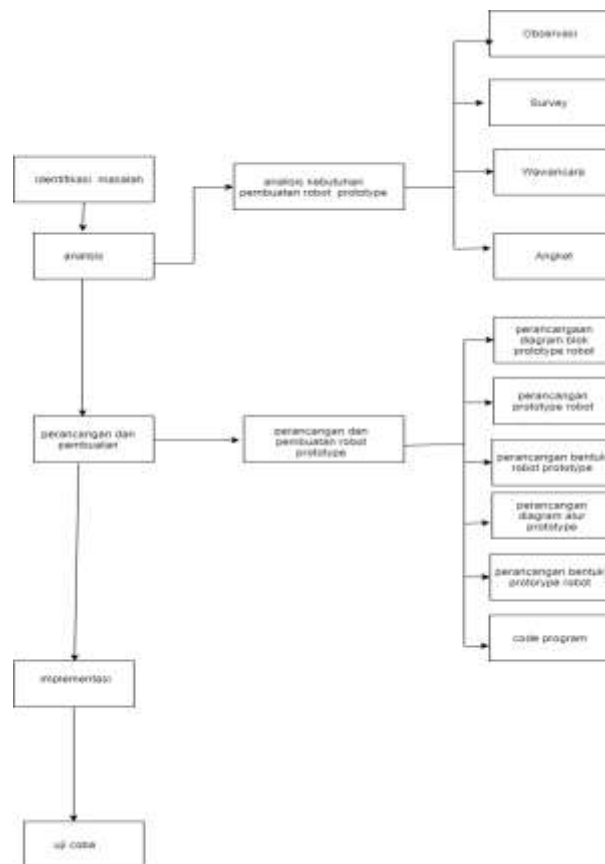 Observasi
Survey
identifikasi masalah
analisis kebutuhan
pembuatan robot prototype
Wawancara
analisis
Angket
perancangaan
diagram blok
prototype robot
perancangan
prototype robot
perancangan dan
pembuatan
perancangan dan
pembuatan robot
prototype
perancangan bentuk
robot prototype
perancangan
diagram alur
prototype
perancangan bentuk
prototype robot
code program
implementasi
uji coba